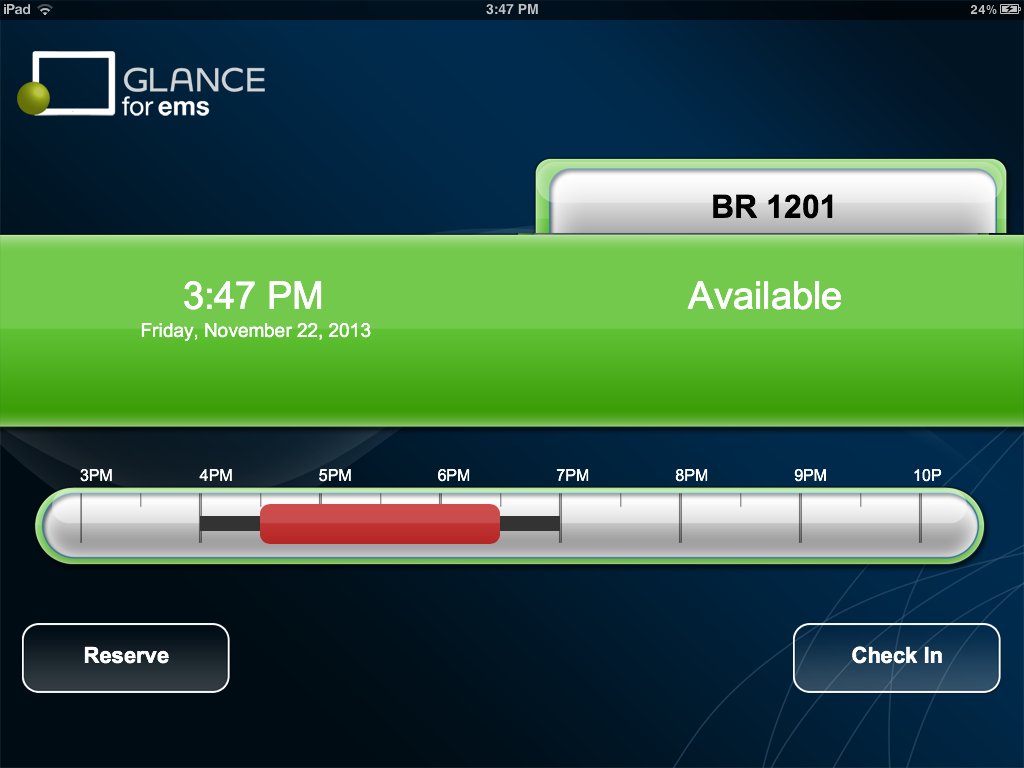 iPad 3:47 PM 24%
GLANCE
for ems
BR 1201
3:47 PM Available
Friday, November 22, 2013
3PM 4PM 5PM 6PM 7PM 8PM 9PM 10P
Reserve Check In